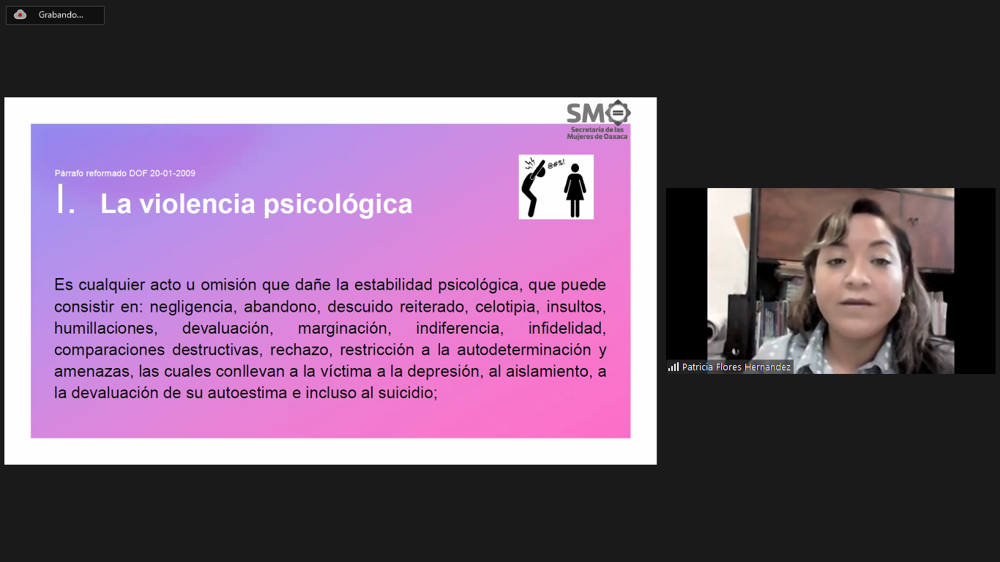 Grabando...
SMO
Secretaría de las
Mujeres de Oaxaca
Párrafo reformado DOF 20-01-2009
@#%!
I. La violencia psicológica
Es cualquier acto u omisión que dañe la estabilidad psicológica, que puede
consistir en: negligencia, abandono, descuido reiterado, celotipia, insultos,
humillaciones, devaluación, marginación, indiferencia, infidelidad,
comparaciones destructivas, rechazo, restricción a la autodeterminación y
amenazas, las cuales conllevan a la víctima a la depresión, al aislamiento, a
la devaluación de su autoestima e incluso al suicidio;
Patricia Flores Hernandez